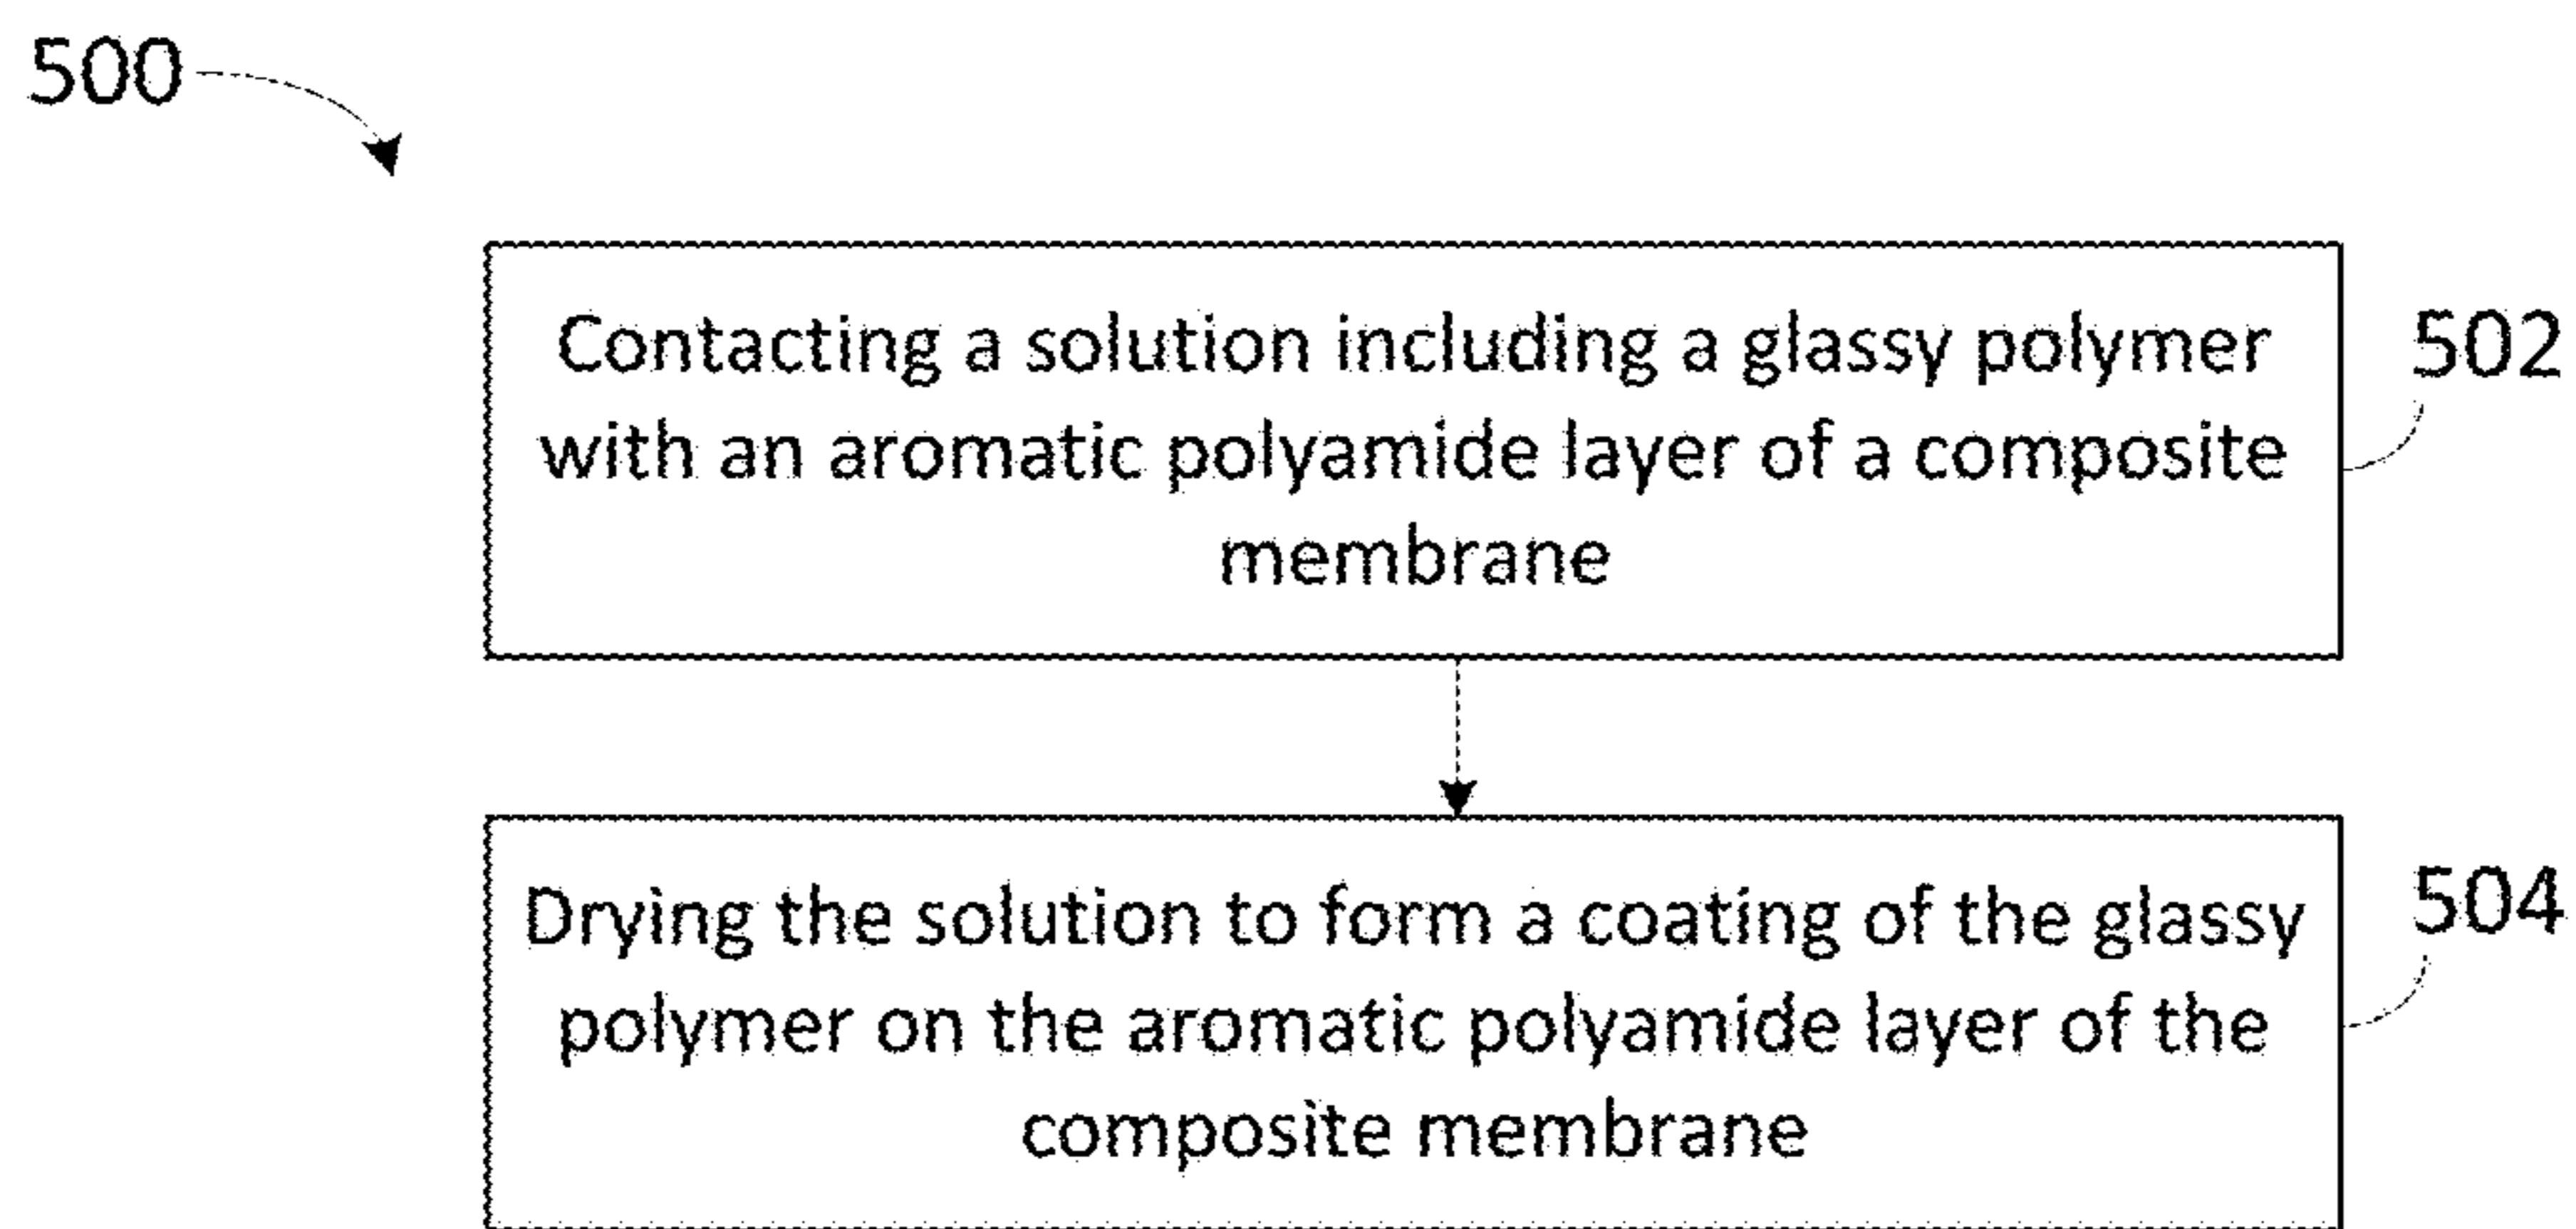 500
Contacting a solution including a glassy polymer
with an aromatic polyamide layer of a composite
membrane
502
Drying the solution to form a coating of the glassy
polymer on the aromatic polyamide layer of the
composite membrane
504